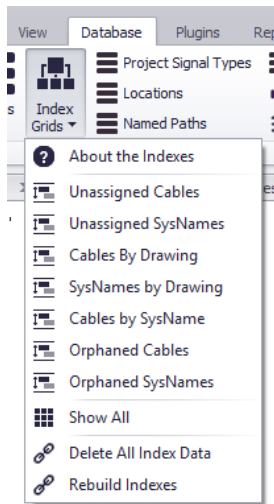 View Database Plugins Rep
Project Signal Types
Locations
Named Paths
s
Index
Grids
About the Indexes
es
Unassigned Cables
Unassigned SysNames
Cables By Drawing
SysNames by Drawing
Cables by SysName
Orphaned Cables
Orphaned SysNames
Show All
Delete All Index Data
Rebuild Indexes